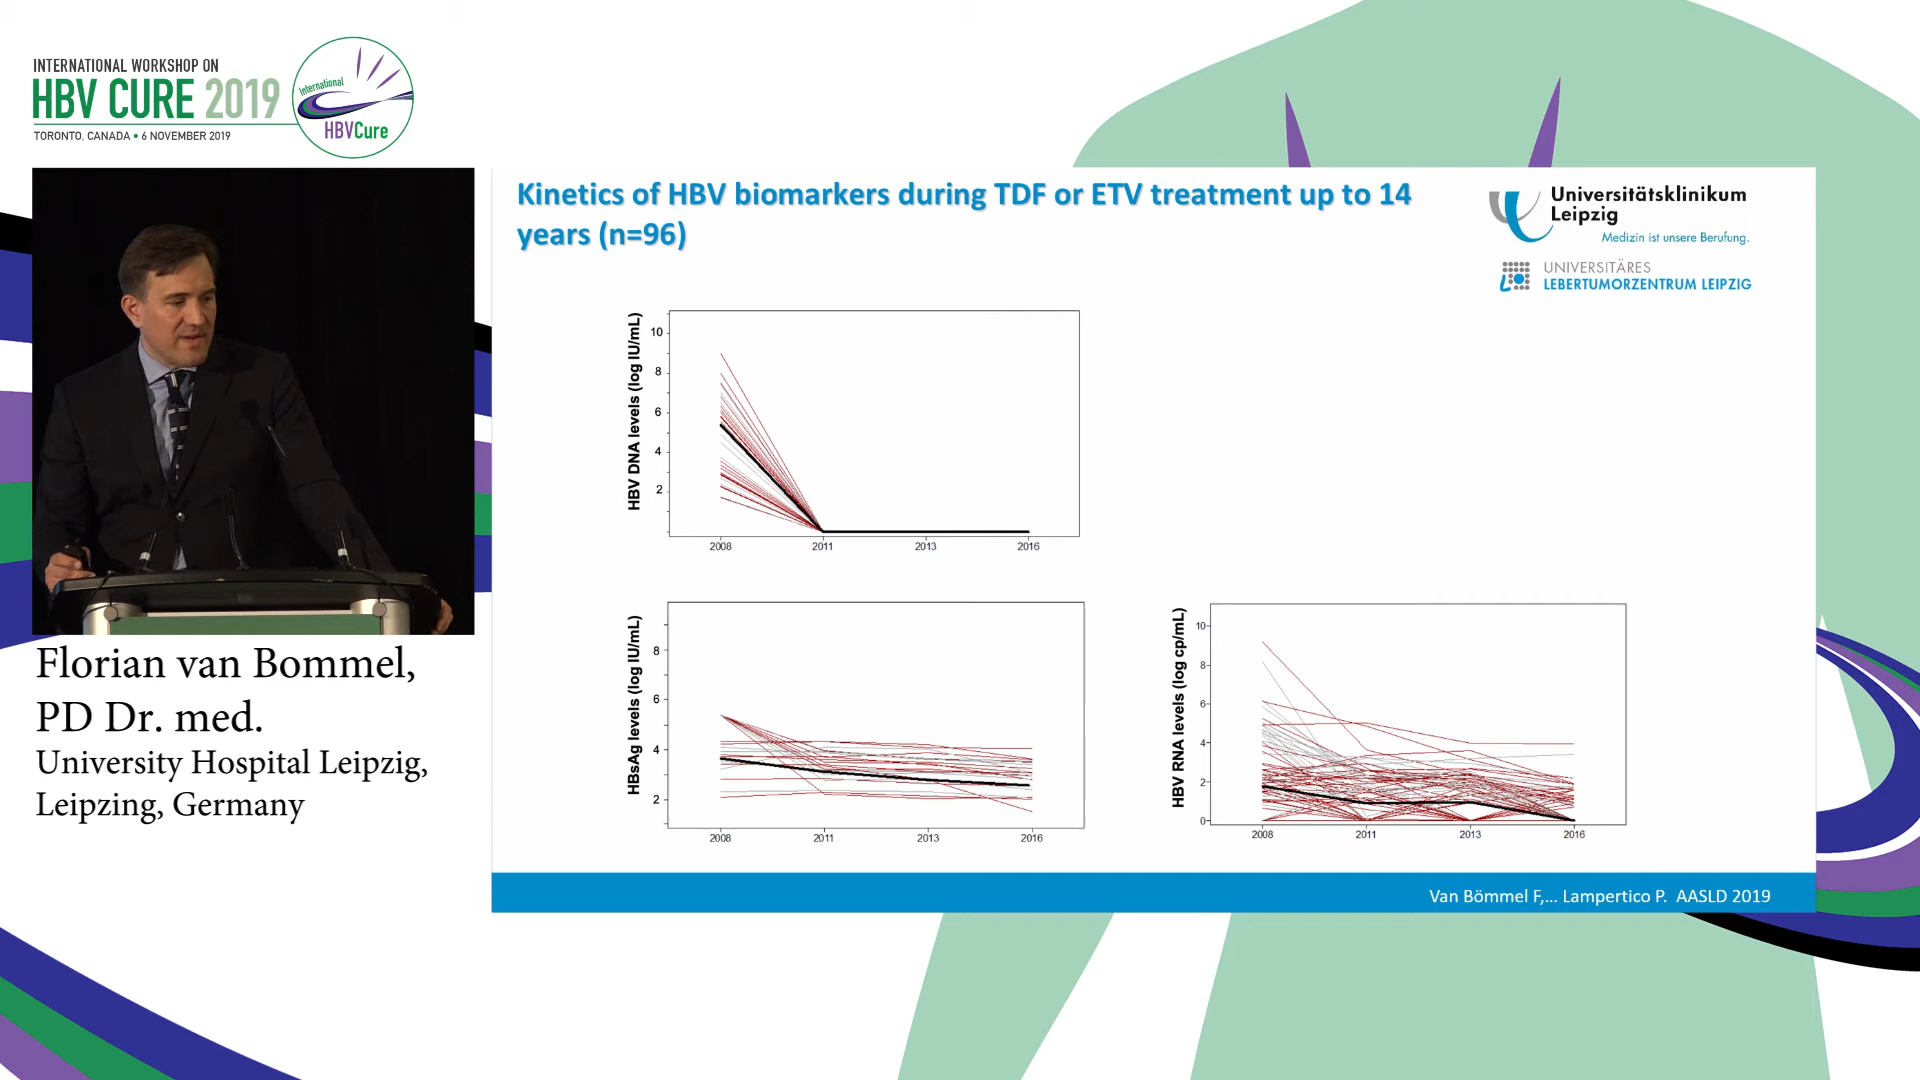 INTERNATIONAL WORKSHOP ON
HBV CURE 2019
TORONTO, CANADA • 6 NOVEMBER 2019
International
HBVCure
Kinetics of HBV biomarkers during TDF or ETV treatment up to 14
years (n=96)
Universitätsklinikum
Leipzig
Medizin ist unsere Berufung.
UNIVERSITÄRES
LEBERTUMORZENTRUM LEIPZIG
HBV DNA levels (log IU/mL)
10
8
6
4
2
2008 2011 2013 2016
HBsAg levels (log IU/mL)
8
6
4
2
2008 2011 2013 2016
HBV RNA levels (log cp/mL)
10
8
6
4
2
0
2008 2011 2013 2016
Van Bömmel F,... Lampertico P. AASLD 2019
Florian van Bommel,
PD Dr. med.
University Hospital Leipzig,
Leipzing, Germany